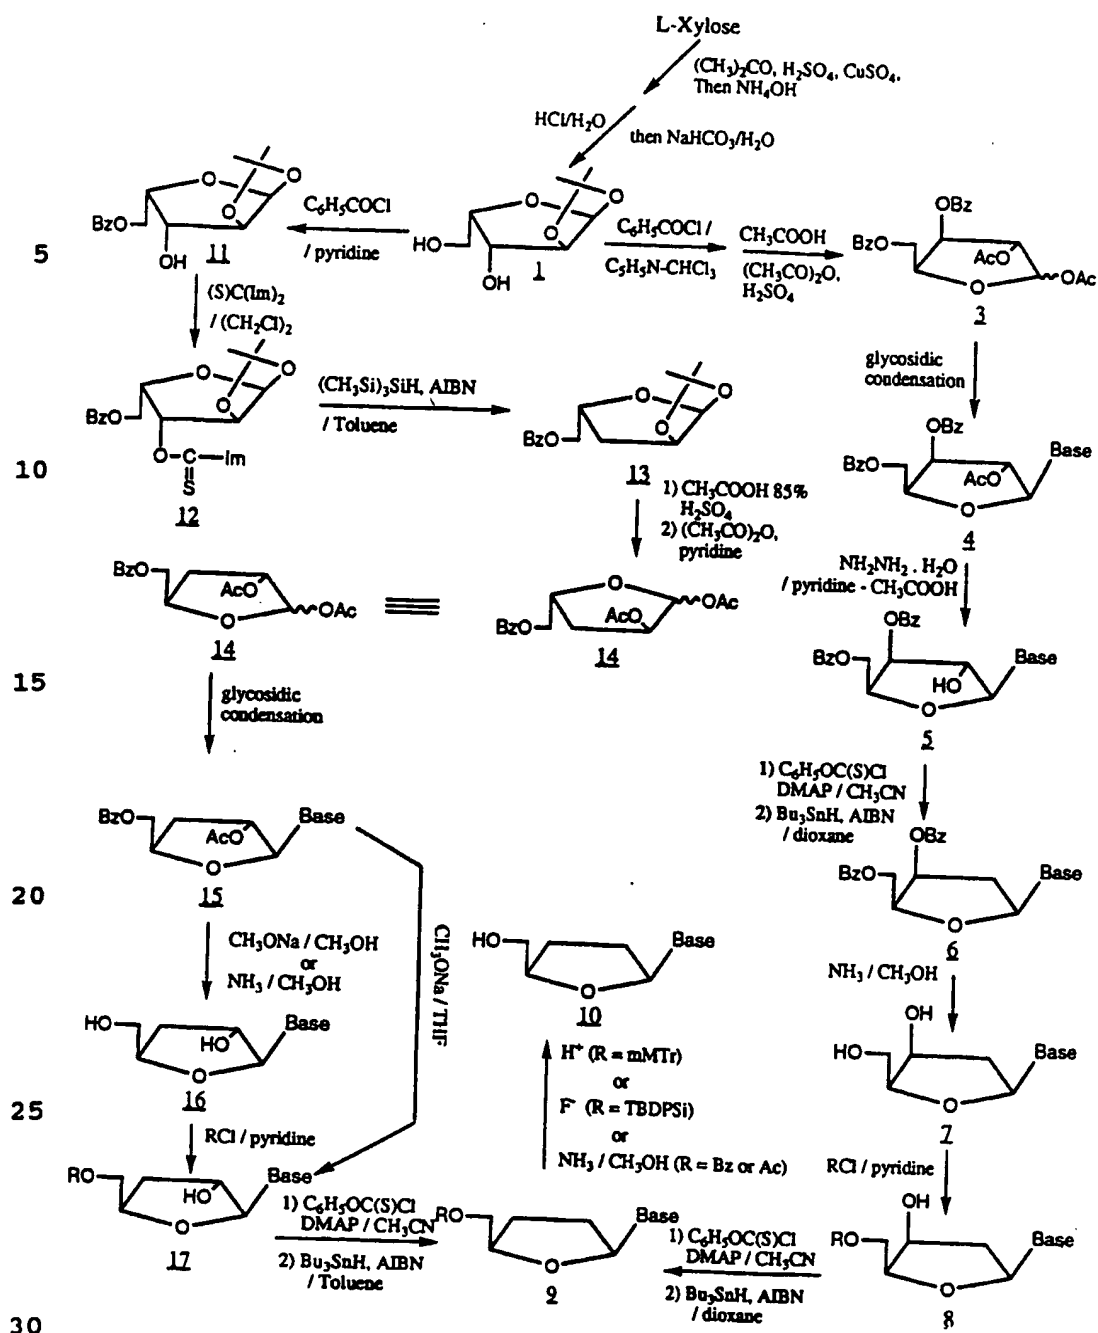 L-Xylose
(CH3)2CO, H2SO4, CuSO4,
Then NH4OH
HCl/H2O
then NaHCO3/H2O
5
BzO
O
O
O
OH
11
C6H5COCl
/ pyridine
HO
O
O
O
OH
1
C6H5COCl /
C5H5N-CHCl3
CH3COOH
(CH3CO)2O,
H2SO4
OBz
BzO
AcO
O
OAc
3
(S)C(Im)2
/ (CH2Cl)2
glycosidic
condensation
10
BzO
O
O
O
O-C-Im
S
12
(CH3Si)3SiH, AIBN
/ Toluene
BzO
O
O
O
13
OBz
BzO
AcO
Base
O
4
1) CH3COOH 85%
H2SO4
2) (CH3CO)2O,
pyridine
NH2NH2 . H2O
/ pyridine - CH3COOH
15
BzO
AcO
O
OAc
14
O
BzO
AcO
OAc
14
OBz
BzO
HO
Base
O
5
glycosidic
condensation
1) C6H5OC(S)Cl
DMAP / CH3CN
2) Bu3SnH, AIBN
/ dioxane
20
BzO
AcO
Base
O
15
OBz
BzO
Base
O
6
CH3ONa / CH3OH
or
NH3 / CH3OH
CH3ONa / THF
HO
Base
O
10
NH3 / CH3OH
25
HO
HO
Base
O
16
H+ (R = mMTr)
or
F- (R = TBDPSi)
or
NH3 / CH3OH (R = Bz or Ac)
OH
HO
Base
O
7
RCl / pyridine
RCl / pyridine
RO
HO
Base
O
17
1) C6H5OC(S)Cl
DMAP / CH3CN
2) Bu3SnH, AIBN
/ Toluene
RO
Base
O
9
1) C6H5OC(S)Cl
DMAP / CH3CN
2) Bu3SnH, AIBN
/ dioxane
OH
RO
Base
O
8
30